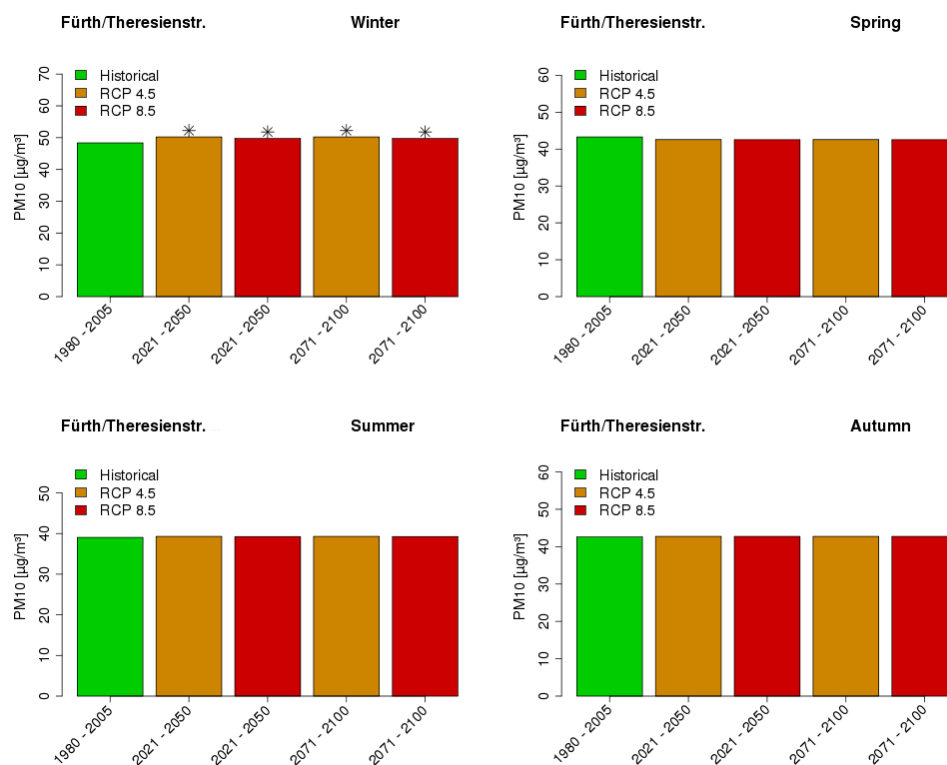 Fürth/Theresienstr. Winter
Historical
RCP 4.5
RCP 8.5
PM10 [µg/m³]
0 10 20 30 40 50 60 70
1980 - 2005
2021 - 2050
2021 - 2050
2071 - 2100
2071 - 2100
Fürth/Theresienstr. Spring
Historical
RCP 4.5
RCP 8.5
PM10 [µg/m³]
0 10 20 30 40 50 60
1980 - 2005
2021 - 2050
2021 - 2050
2071 - 2100
2071 - 2100
Fürth/Theresienstr. Summer
Historical
RCP 4.5
RCP 8.5
PM10 [µg/m³]
0 10 20 30 40 50
1980 - 2005
2021 - 2050
2021 - 2050
2071 - 2100
2071 - 2100
Fürth/Theresienstr. Autumn
Historical
RCP 4.5
RCP 8.5
PM10 [µg/m³]
0 10 20 30 40 50 60
1980 - 2005
2021 - 2050
2021 - 2050
2071 - 2100
2071 - 2100